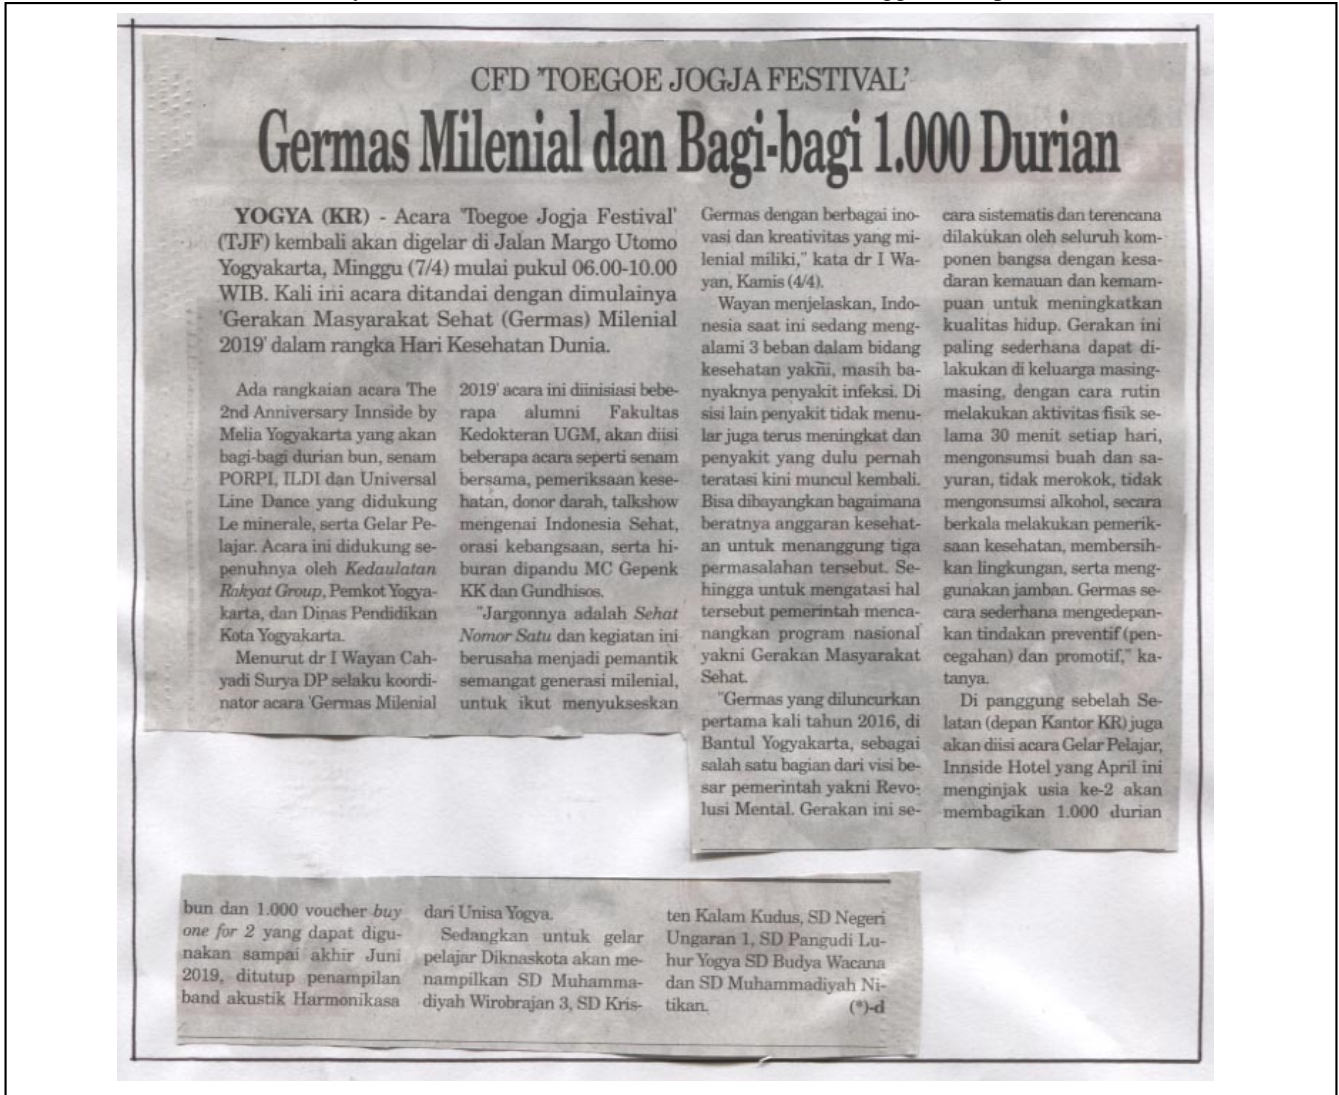 CFD 'TOEGOE JOGJA FESTIVAL'
Germas Milenial dan Bagi-bagi 1.000 Durian
YOGYA (KR) - Acara 'Toegoe Jogja Festival'
(TJF) kembali akan digelar di Jalan Margo Utomo
Yogyakarta, Minggu (7/4) mulai pukul 06.00-10.00
WIB. Kali ini acara ditandai dengan dimulainya
'Gerakan Masyarakat Sehat (Germas) Milenial
2019' dalam rangka Hari Kesehatan Dunia.
Ada rangkaian acara The
2nd Anniversary Innside by
Melia Yogyakarta yang akan
bagi-bagi durian bun, senam
PORPI, ILDI dan Universal
Line Dance yang didukung
Le minerale, serta Gelar Pe-
lajar. Acara ini didukung se-
penuhnya oleh Kedaulatan
Rakyat Group, Pemkot Yogya-
karta, dan Dinas Pendidikan
Kota Yogyakarta.
Menurut dr I Wayan Cah-
yadi Surya DP selaku koordi-
nator acara 'Germas Milenial
2019' acara ini diinisiasi bebe-
rapa alumni Fakultas
Kedokteran UGM, akan diisi
beberapa acara seperti senam
bersama, pemeriksaan kese-
hatan, donor darah, talkshow
mengenai Indonesia Sehat,
orasi kebangsaan, serta hi-
buran dipandu MC Gepenk
KK dan Gundhisos.
"Jargonnya adalah Sehat
Nomor Satu dan kegiatan ini
berusaha menjadi pemantik
semangat generasi milenial,
untuk ikut menyukseskan
Germas dengan berbagai ino-
vasi dan kreativitas yang mi-
lenial miliki," kata dr I Wa-
yan, Kamis (4/4).
Wayan menjelaskan, Indo-
nesia saat ini sedang meng-
alami 3 beban dalam bidang
kesehatan yakni, masih ba-
nyaknya penyakit infeksi. Di
sisi lain penyakit tidak menu-
lar juga terus meningkat dan
penyakit yang dulu pernah
teratasi kini muncul kembali.
Bisa dibayangkan bagaimana
beratnya anggaran kesehat-
an untuk menanggung tiga
permasalahan tersebut. Se-
hingga untuk mengatasi hal
tersebut pemerintah menca-
nangkan program nasional
yakni Gerakan Masyarakat
Sehat.
"Germas yang diluncurkan
pertama kali tahun 2016, di
Bantul Yogyakarta, sebagai
salah satu bagian dari visi be-
sar pemerintah yakni Revo-
lusi Mental. Gerakan ini se-
cara sistematis dan terencana
dilakukan oleh seluruh kom-
ponen bangsa dengan kesa-
daran kemauan dan kemam-
puan untuk meningkatkan
kualitas hidup. Gerakan ini
paling sederhana dapat di-
lakukan di keluarga masing-
masing, dengan cara rutin
melakukan aktivitas fisik se-
lama 30 menit setiap hari,
mengonsumsi buah dan sa-
yuran, tidak merokok, tidak
mengonsumsi alkohol, secara
berkala melakukan pemerik-
saan kesehatan, membersih-
kan lingkungan, serta meng-
gunakan jamban. Germas se-
cara sederhana mengedepan-
kan tindakan preventif (pen-
cegahan) dan promotif," ka-
tanya.
Di panggung sebelah Se-
latan (depan Kantor KR) juga
akan diisi acara Gelar Pelajar,
Innside Hotel yang April ini
menginjak usia ke-2 akan
membagikan 1.000 durian
bun dan 1.000 voucher buy
one for 2 yang dapat digu-
nakan sampai akhir Juni
2019, ditutup penampilan
band akustik Harmonikasa
dari Unisa Yogya.
Sedangkan untuk gelar
pelajar Diknaskota akan me-
nampilkan SD Muhamma-
diyah Wirobrajan 3, SD Kris-
ten Kalam Kudus, SD Negeri
Ungaran 1, SD Pangudi Lu-
hur Yogya SD Budya Wacana
dan SD Muhammadiyah Ni-
tikan. (*)-d